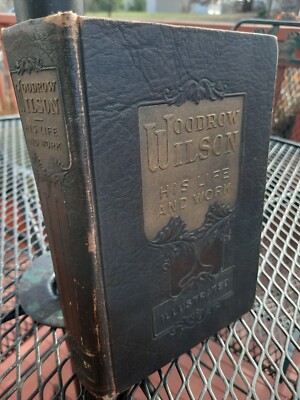 WOODROW
WILSON
HIS LIFE
AND WORK
WOODROW
WILSON
HIS LIFE
AND WORK
ILLUSTRATED